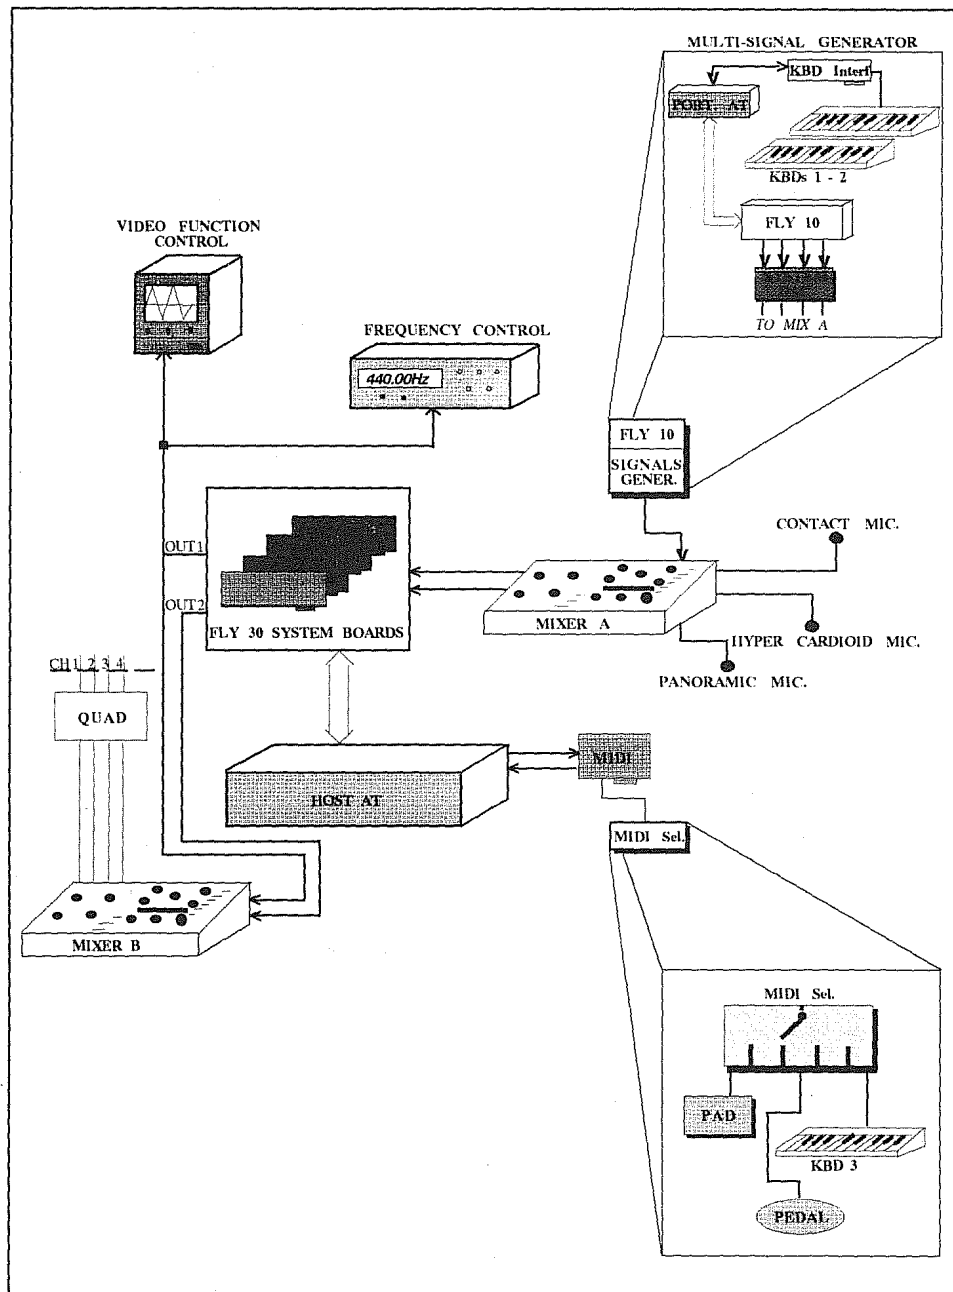 MULTI-SIGNAL GENERATOR
KBD Interf
PORT. AT
KBDs 1 - 2
FLY 10
TO MIX A
VIDEO FUNCTION
CONTROL
FREQUENCY CONTROL
440.00Hz
FLY 10
SIGNALS
GENER.
CONTACT MIC.
OUT1
OUT2
FLY 30 SYSTEM BOARDS
MIXER A
HYPER CARDIOID MIC.
PANORAMIC MIC.
CH 1 2 3 4
QUAD
MIDI
HOST AT
MIDI Sel.
MIXER B
MIDI Sel.
PAD
KBD 3
PEDAL